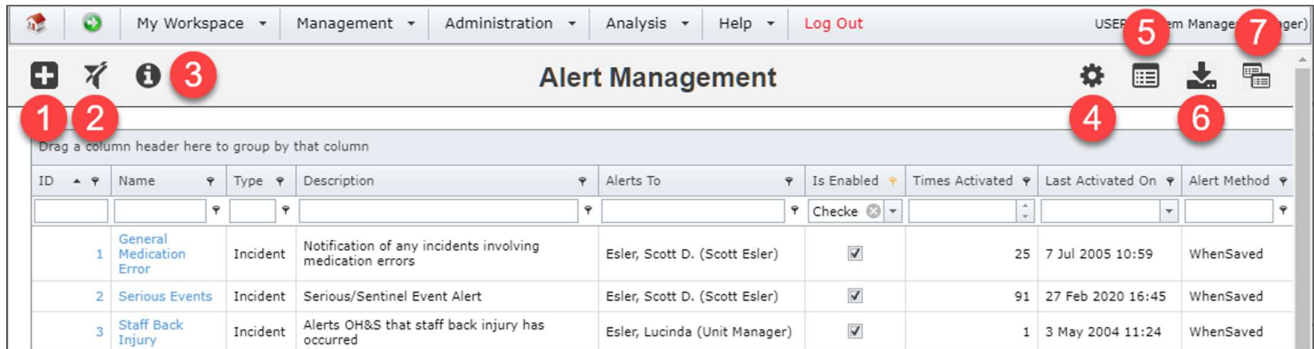 My Workspace Management Administration Analysis Help Log Out
3
Alert Management
5
7
1
2
4
6
Drag a column header here to group by that column
ID Name Type Description Alerts To Is Enabled Times Activated Last Activated On Alert Method
Checke
1 General Medication Error Incident Notification of any incidents involving medication errors Esler, Scott D. (Scott Esler) 25 7 Jul 2005 10:59 WhenSaved
2 Serious Events Incident Serious/Sentinel Event Alert Esler, Scott D. (Scott Esler) 91 27 Feb 2020 16:45 WhenSaved
3 Staff Back Injury Incident Alerts OH&S that staff back injury has occurred Esler, Lucinda (Unit Manager) 1 3 May 2004 11:24 WhenSaved